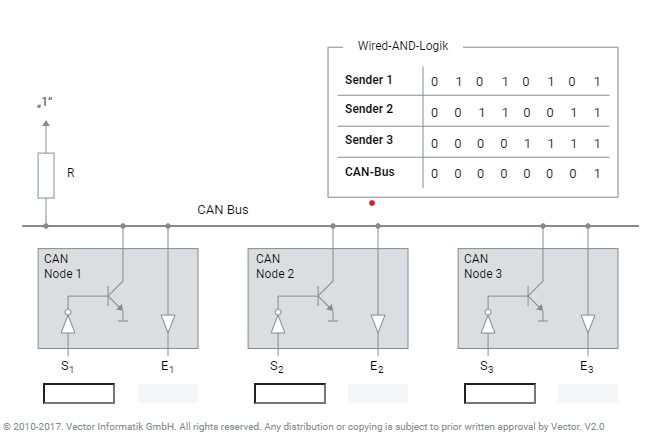 Wired-AND-Logik
Sender 1 0 1 0 1 0 1 0 1
Sender 2 0 0 1 1 0 0 1 1
Sender 3 0 0 0 0 1 1 1 1
CAN-Bus 0 0 0 0 0 0 0 1
„1“
R
CAN Bus
CAN
Node 1
CAN
Node 2
CAN
Node 3
S1 E1 S2 E2 S3 E3
© 2010-2017. Vector Informatik GmbH. All rights reserved. Any distribution or copying is subject to prior written approval by Vector. V2.0